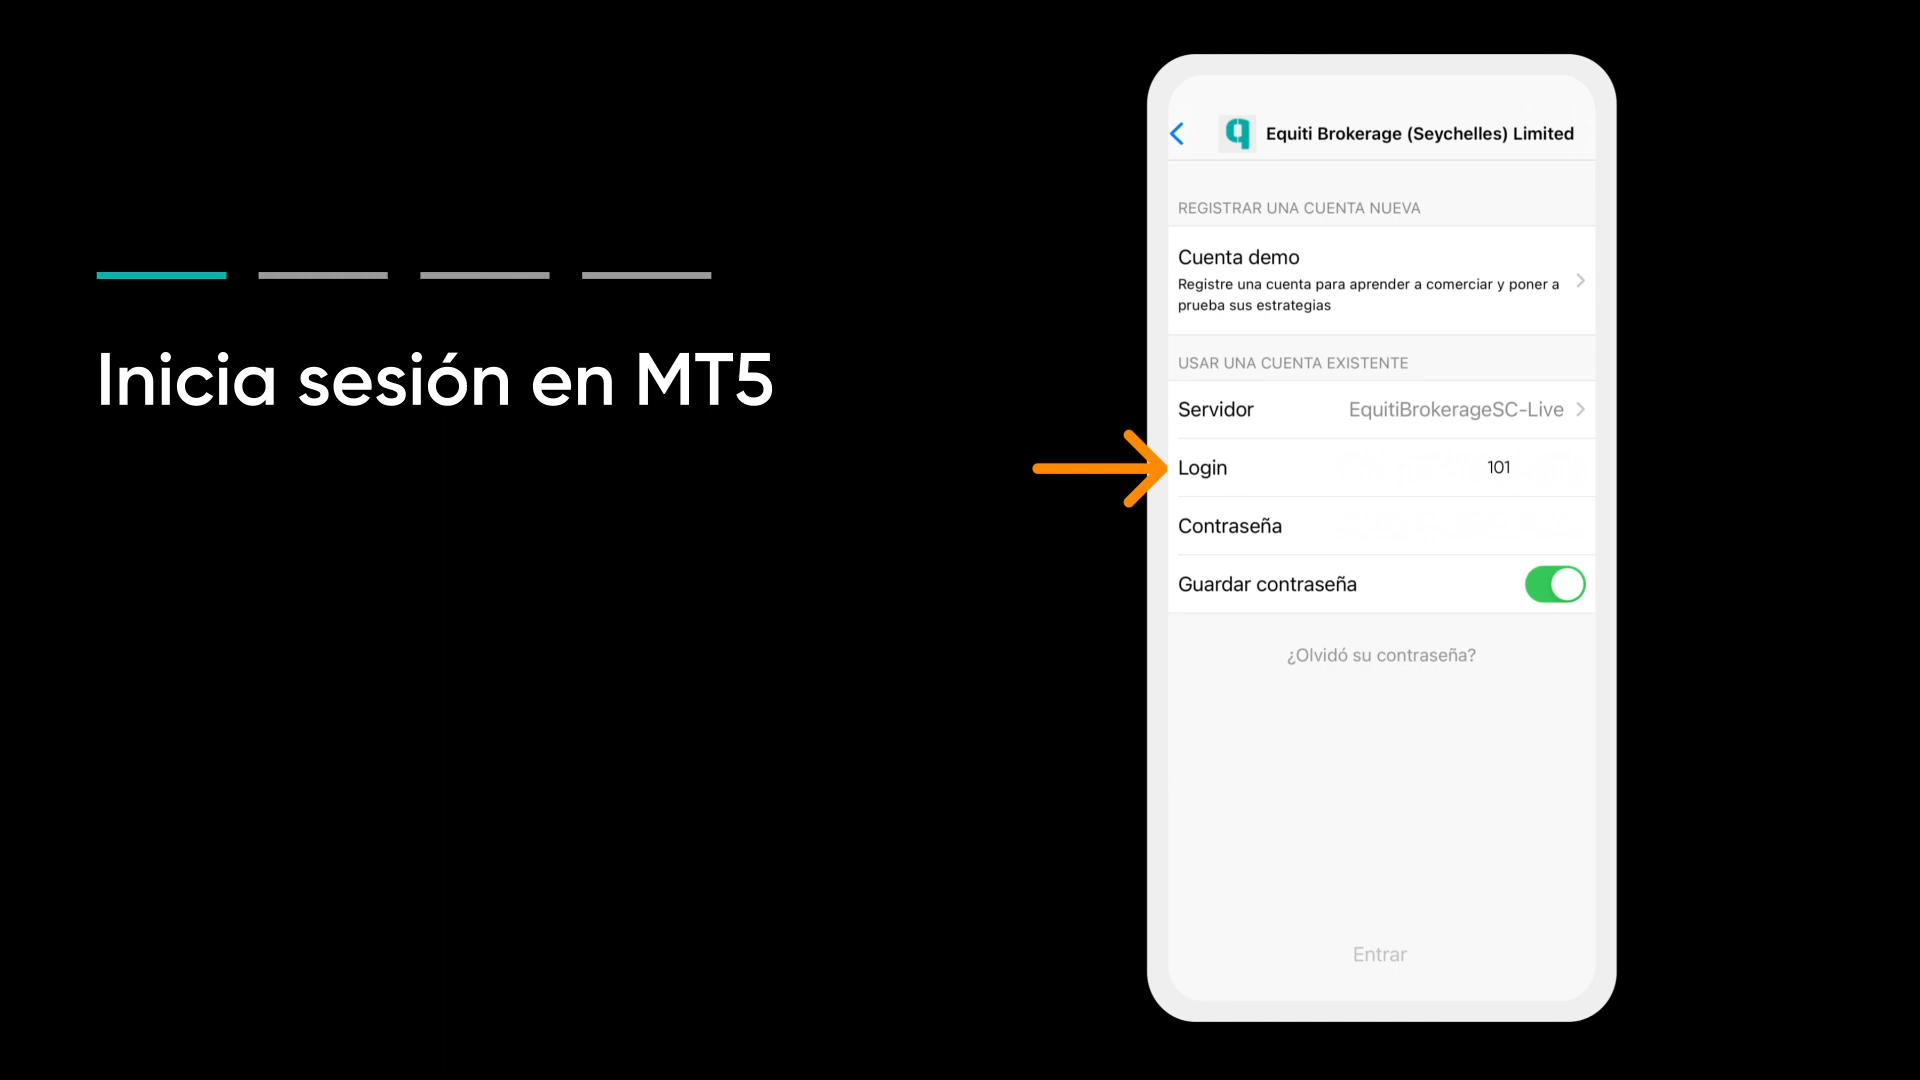 Inicia sesión en MT5
Equiti Brokerage (Seychelles) Limited
REGISTRAR UNA CUENTA NUEVA
Cuenta demo
Registre una cuenta para aprender a comerciar y poner a
prueba sus estrategias
USAR UNA CUENTA EXISTENTE
Servidor EquitiBrokerageSC-Live
Login 101
Contraseña
Guardar contraseña
¿Olvidó su contraseña?
Entrar